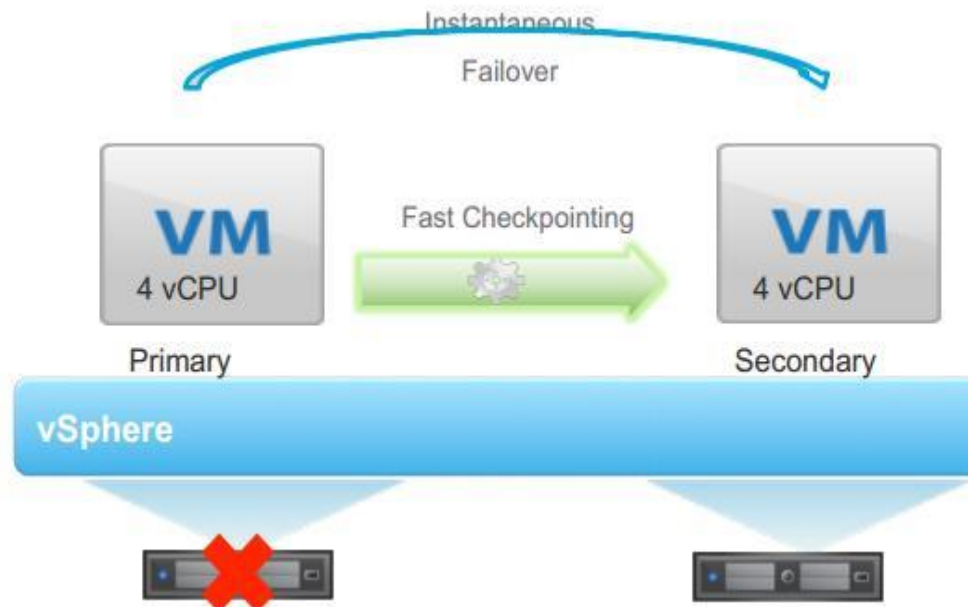 Instantaneous
Failover
VM
4 vCPU
Fast Checkpointing
VM
4 vCPU
Primary
Secondary
vSphere